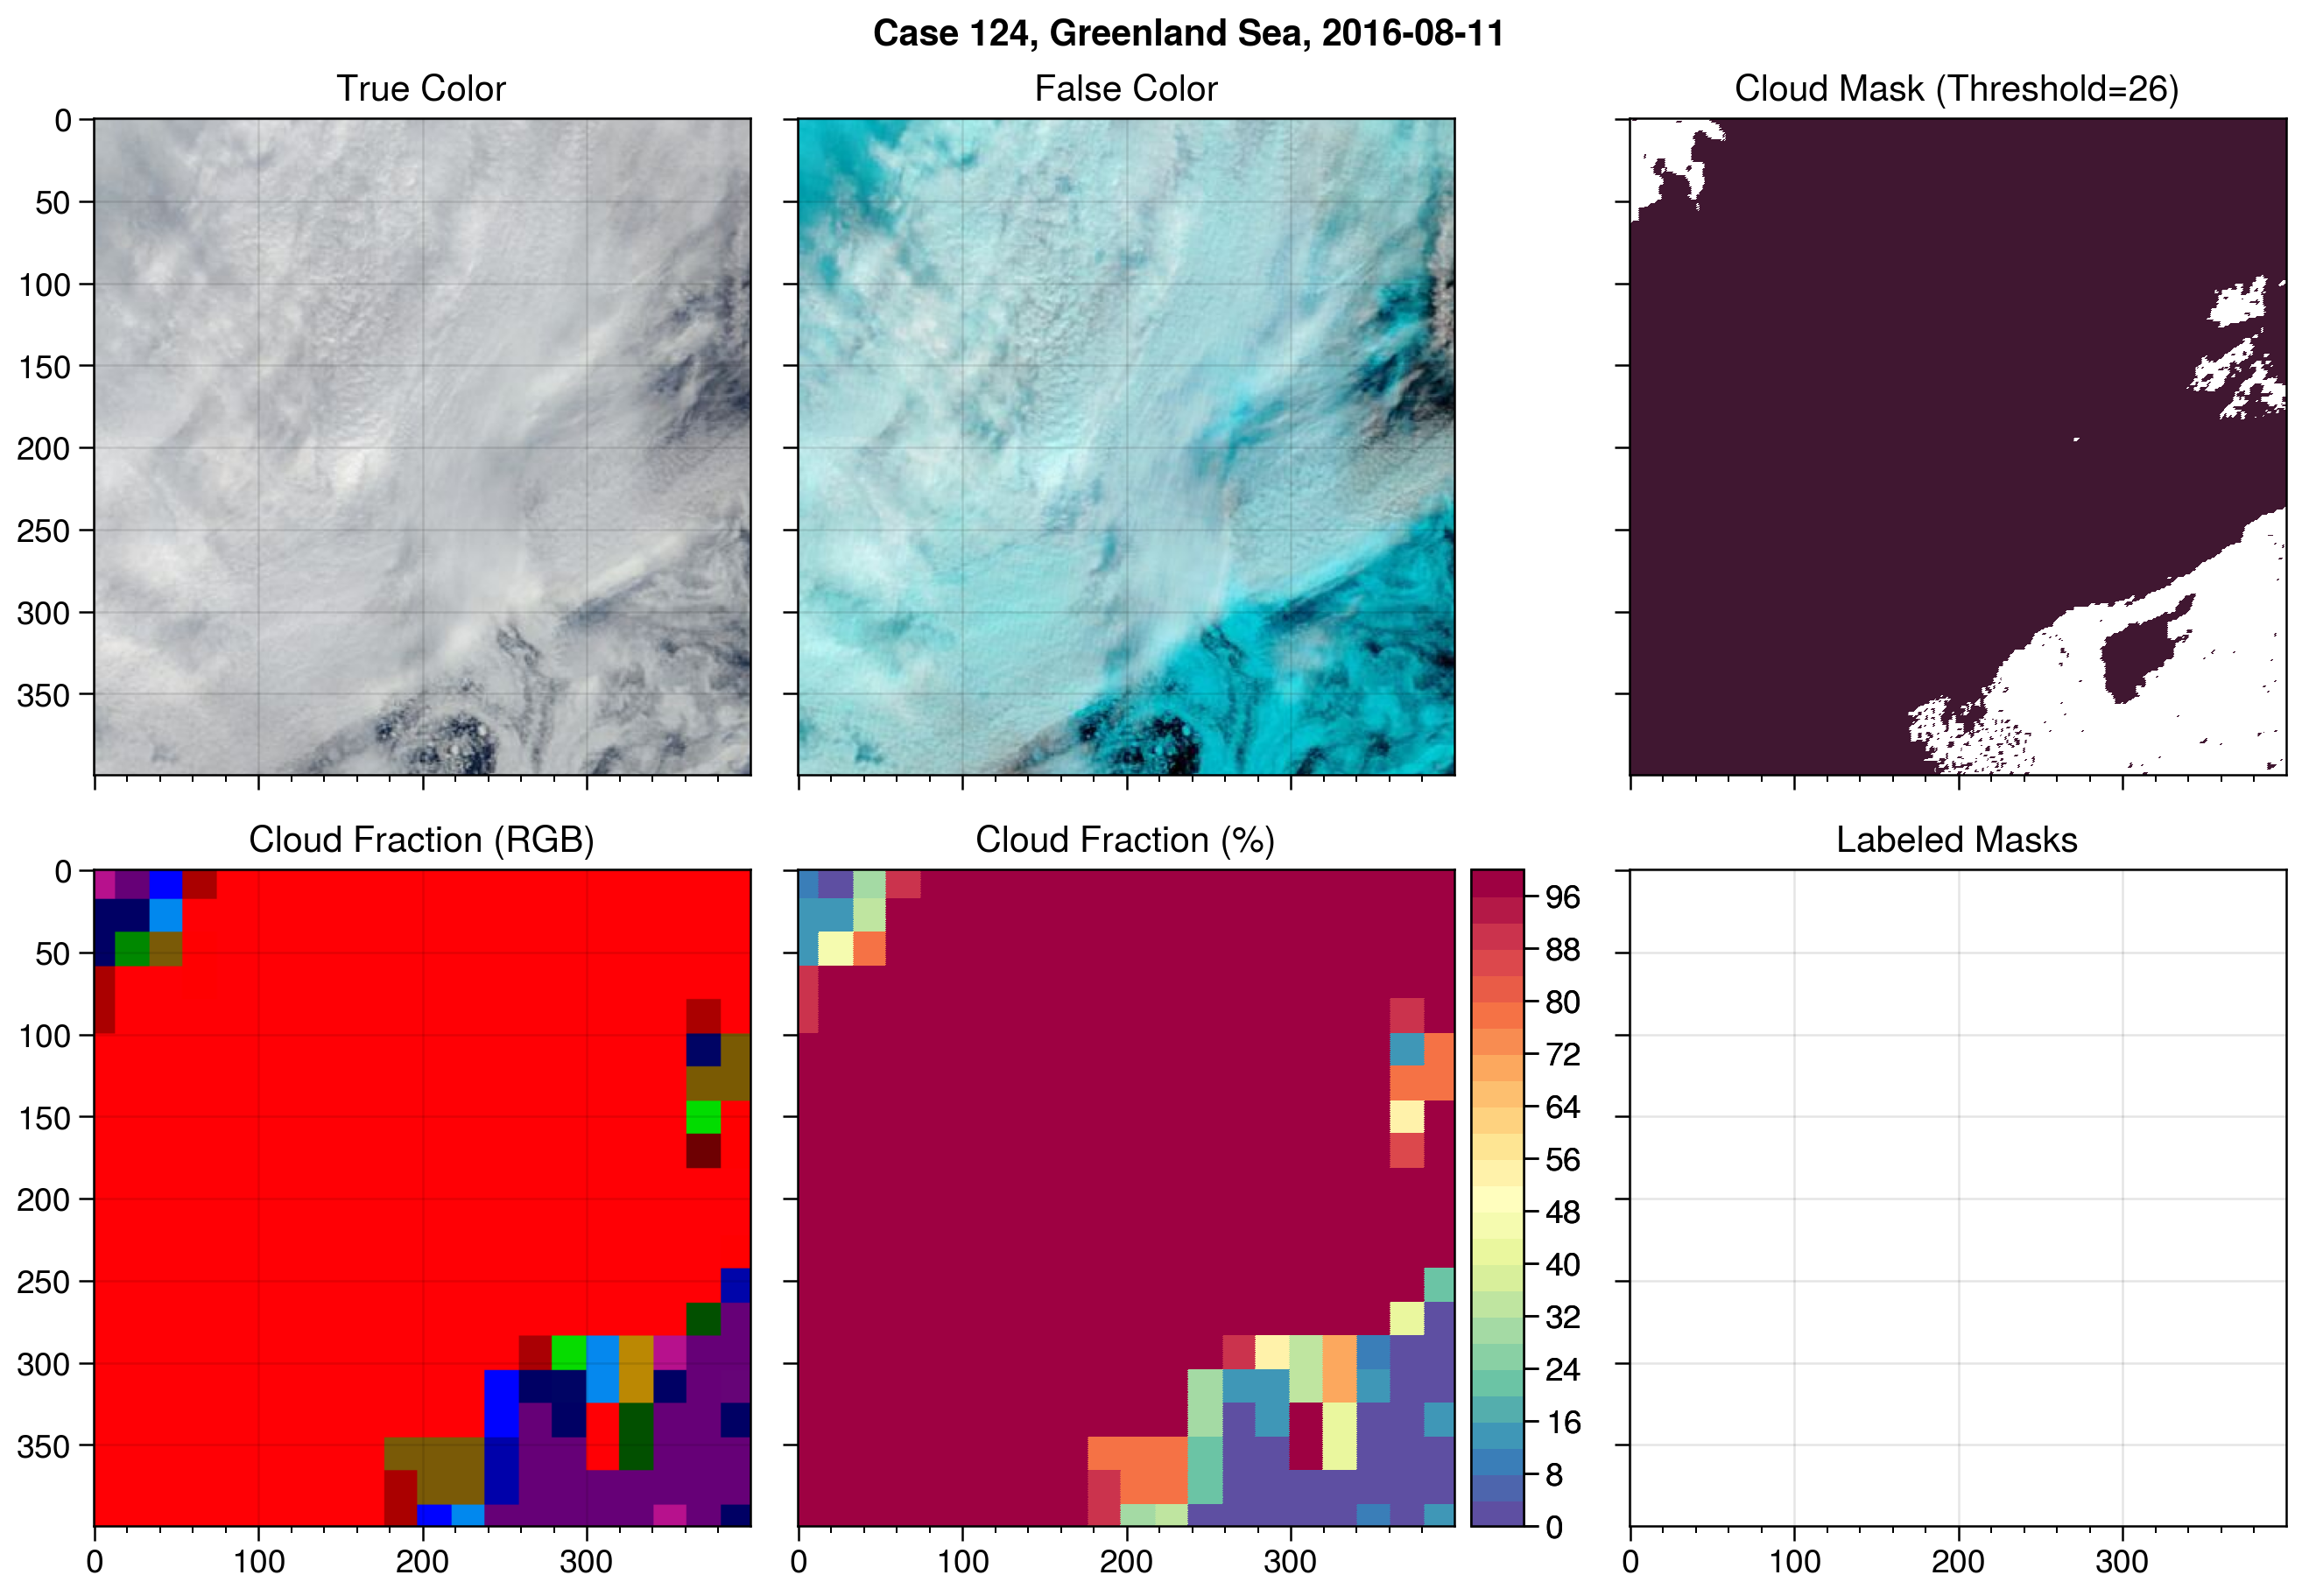 Case 124, Greenland Sea, 2016-08-11
True Color
False Color
Cloud Mask (Threshold=26)
0
50
100
150
200
250
300
350
Cloud Fraction (RGB)
Cloud Fraction (%)
Labeled Masks
0
50
100
150
200
250
300
350
96
88
80
72
64
56
48
40
32
24
16
8
0
0 100 200 300
0 100 200 300
0 100 200 300